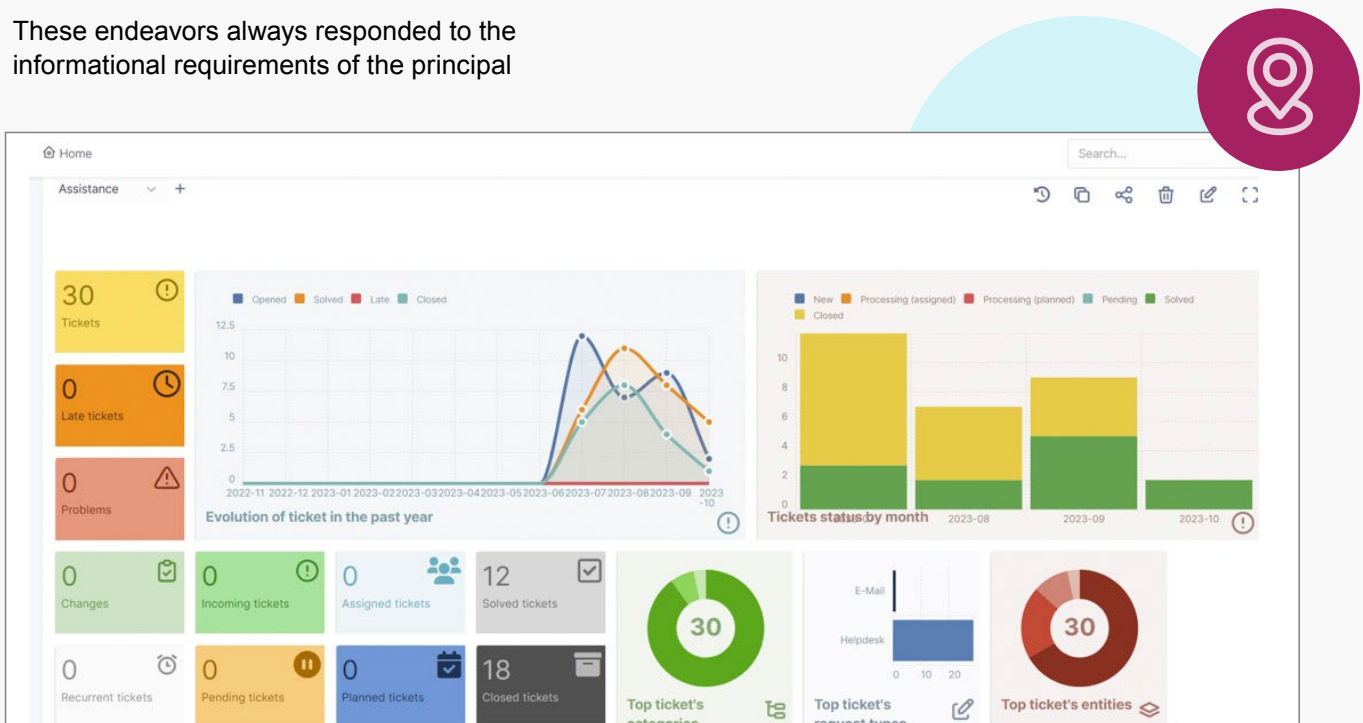 These endeavors always responded to the
informational requirements of the principal
Home
Search...
Assistance
30
Tickets
0
Late tickets
0
Problems
Opened Solved Late Closed
12.5
10
7.5
5
2.5
0
2022-11 2022-12 2023-01 2023-02 2023-03 2023-04 2023-05 2023-06 2023-07 2023-08 2023-09 2023
-10
Evolution of ticket in the past year
New Processing (assigned) Processing (planned) Pending Solved
Closed
10
8
6
4
2
0
2023-08 2023-09 2023-10
Tickets status by month
0
Changes
0
Incoming tickets
0
Assigned tickets
12
Solved tickets
0
Recurrent tickets
0
Pending tickets
0
Planned tickets
18
Closed tickets
30
Top ticket's
categories
E-Mail
Helpdesk
0 10 20
Top ticket's
request types
30
Top ticket's entities